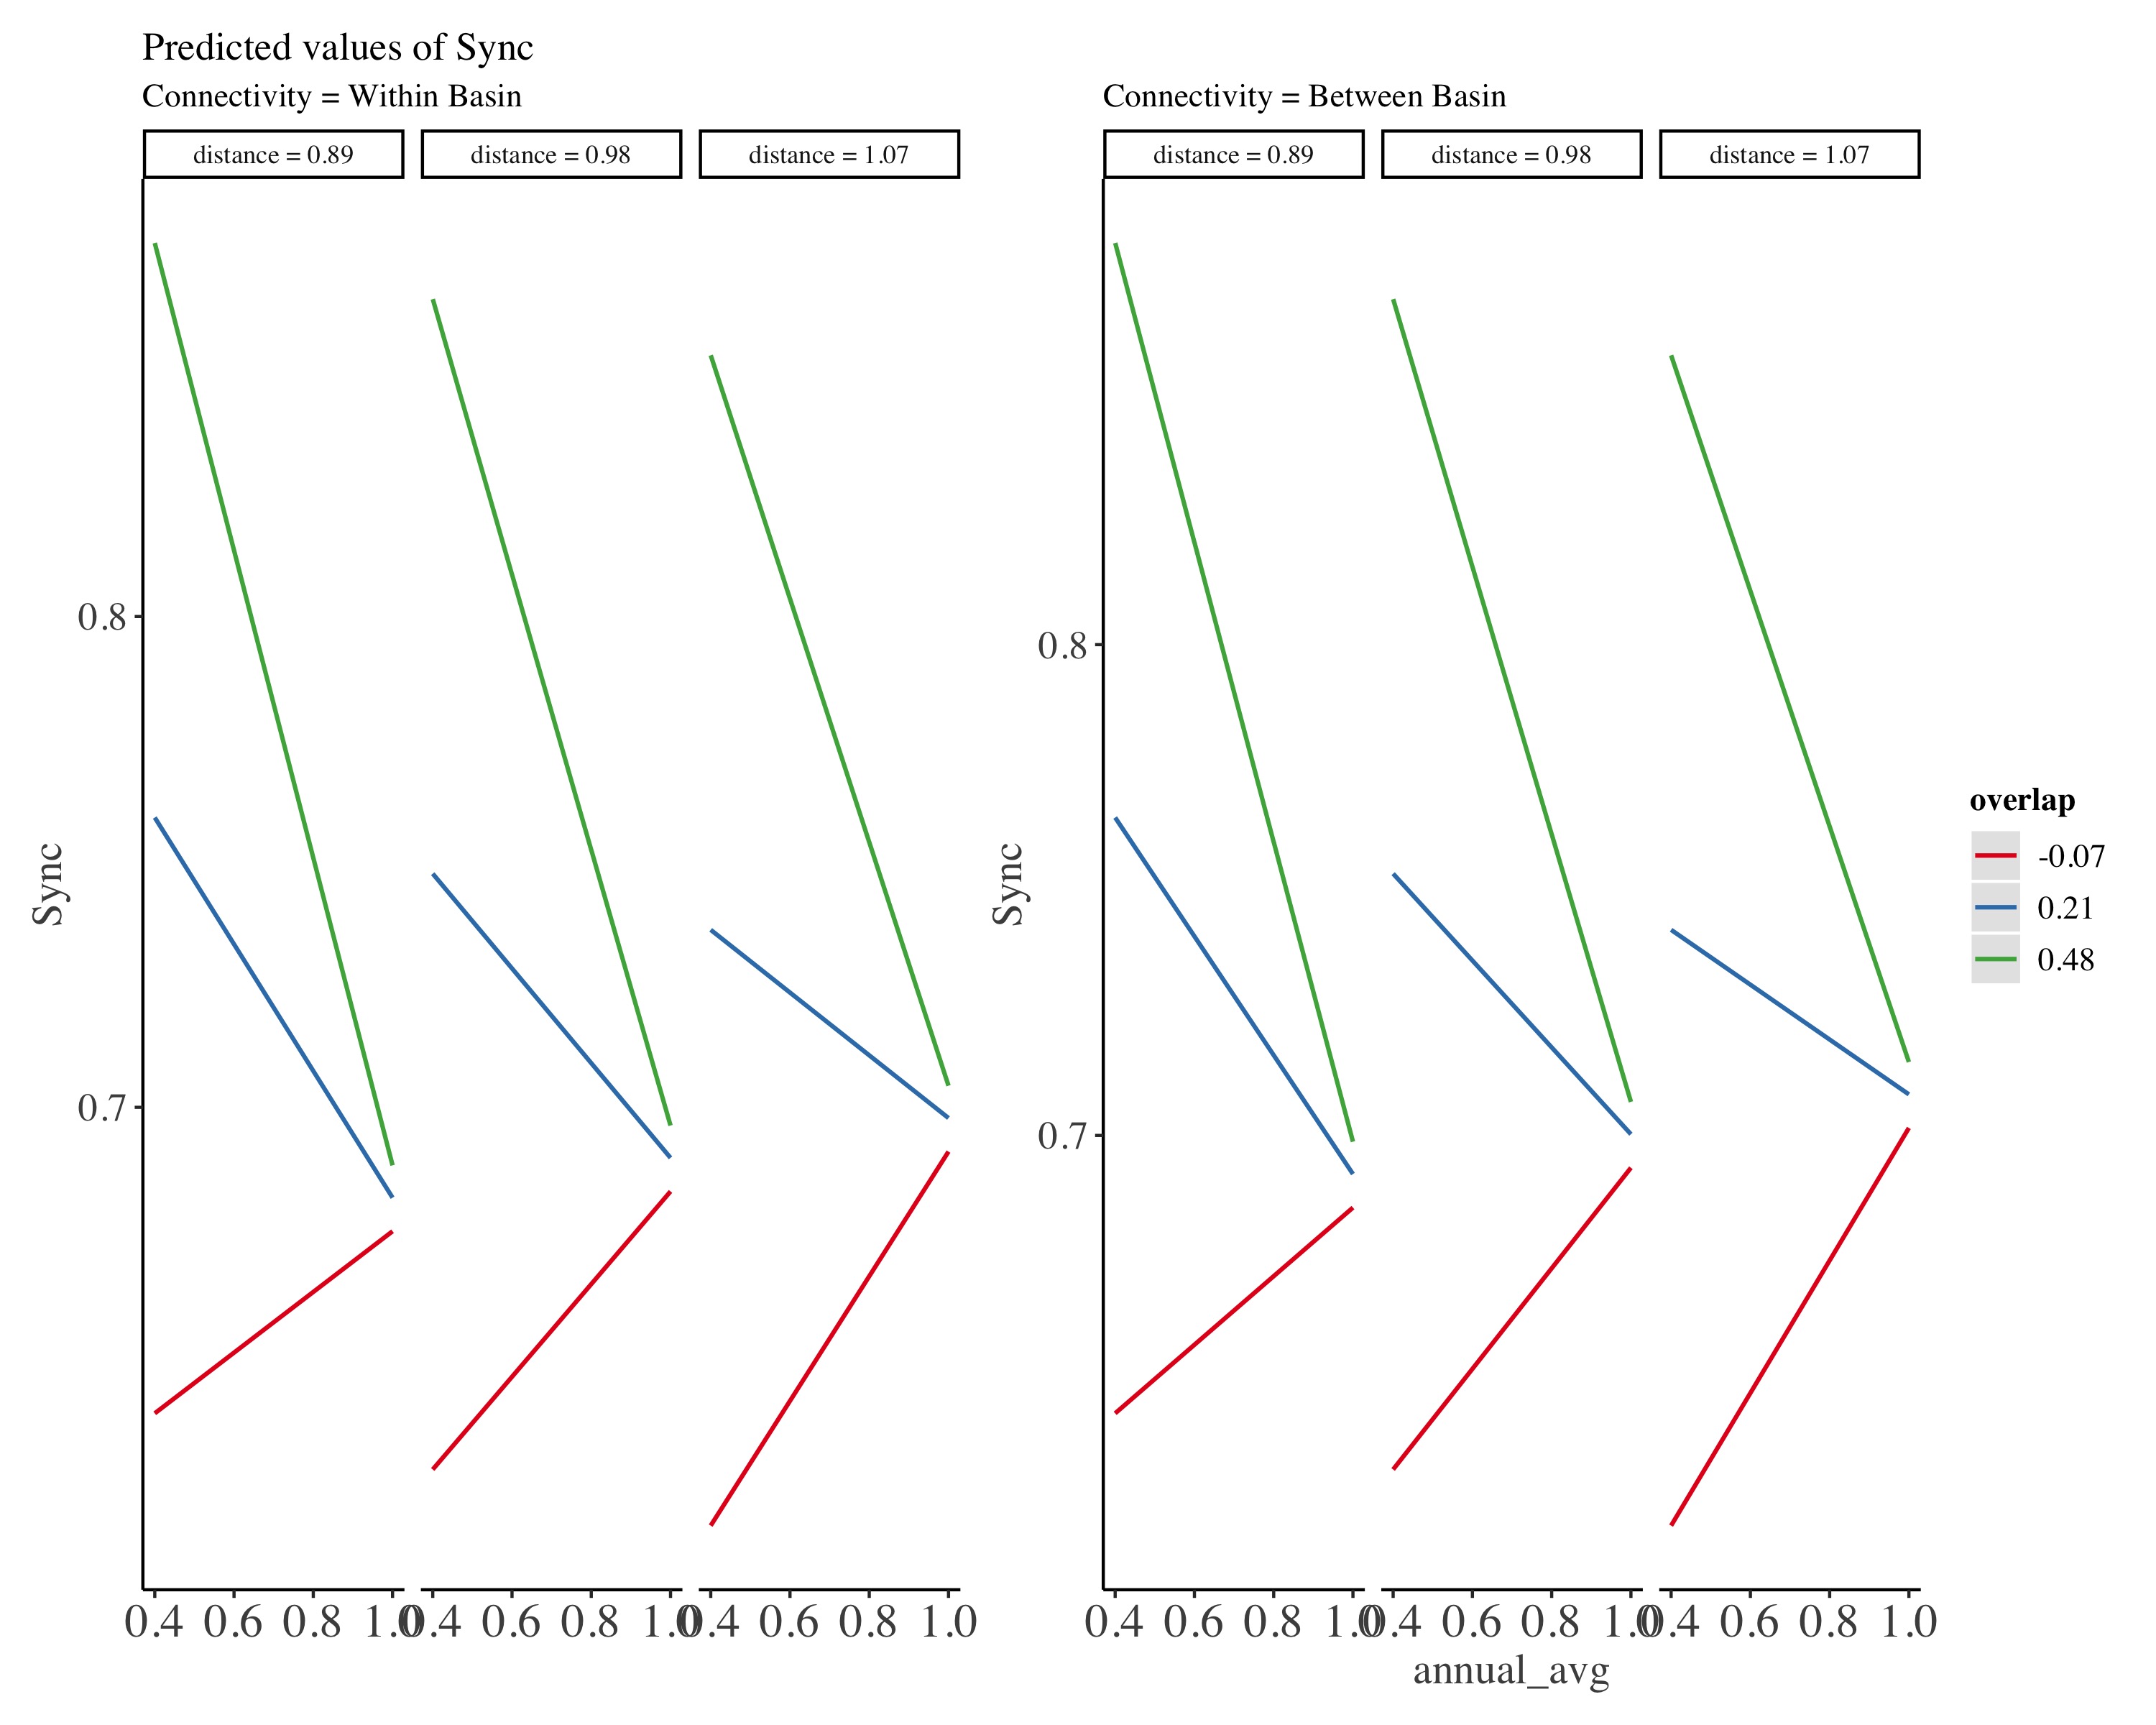 Predicted values of Sync
Connectivity = Within Basin
distance = 0.89
distance = 0.98
distance = 1.07
Sync
0.8
0.7
0.4 0.6 0.8 1.0
0.4 0.6 0.8 1.0
0.4 0.6 0.8 1.0
Connectivity = Between Basin
distance = 0.89
distance = 0.98
distance = 1.07
Sync
0.8
0.7
0.4 0.6 0.8 1.0
0.4 0.6 0.8 1.0
0.4 0.6 0.8 1.0
annual_avg
overlap
-0.07
0.21
0.48